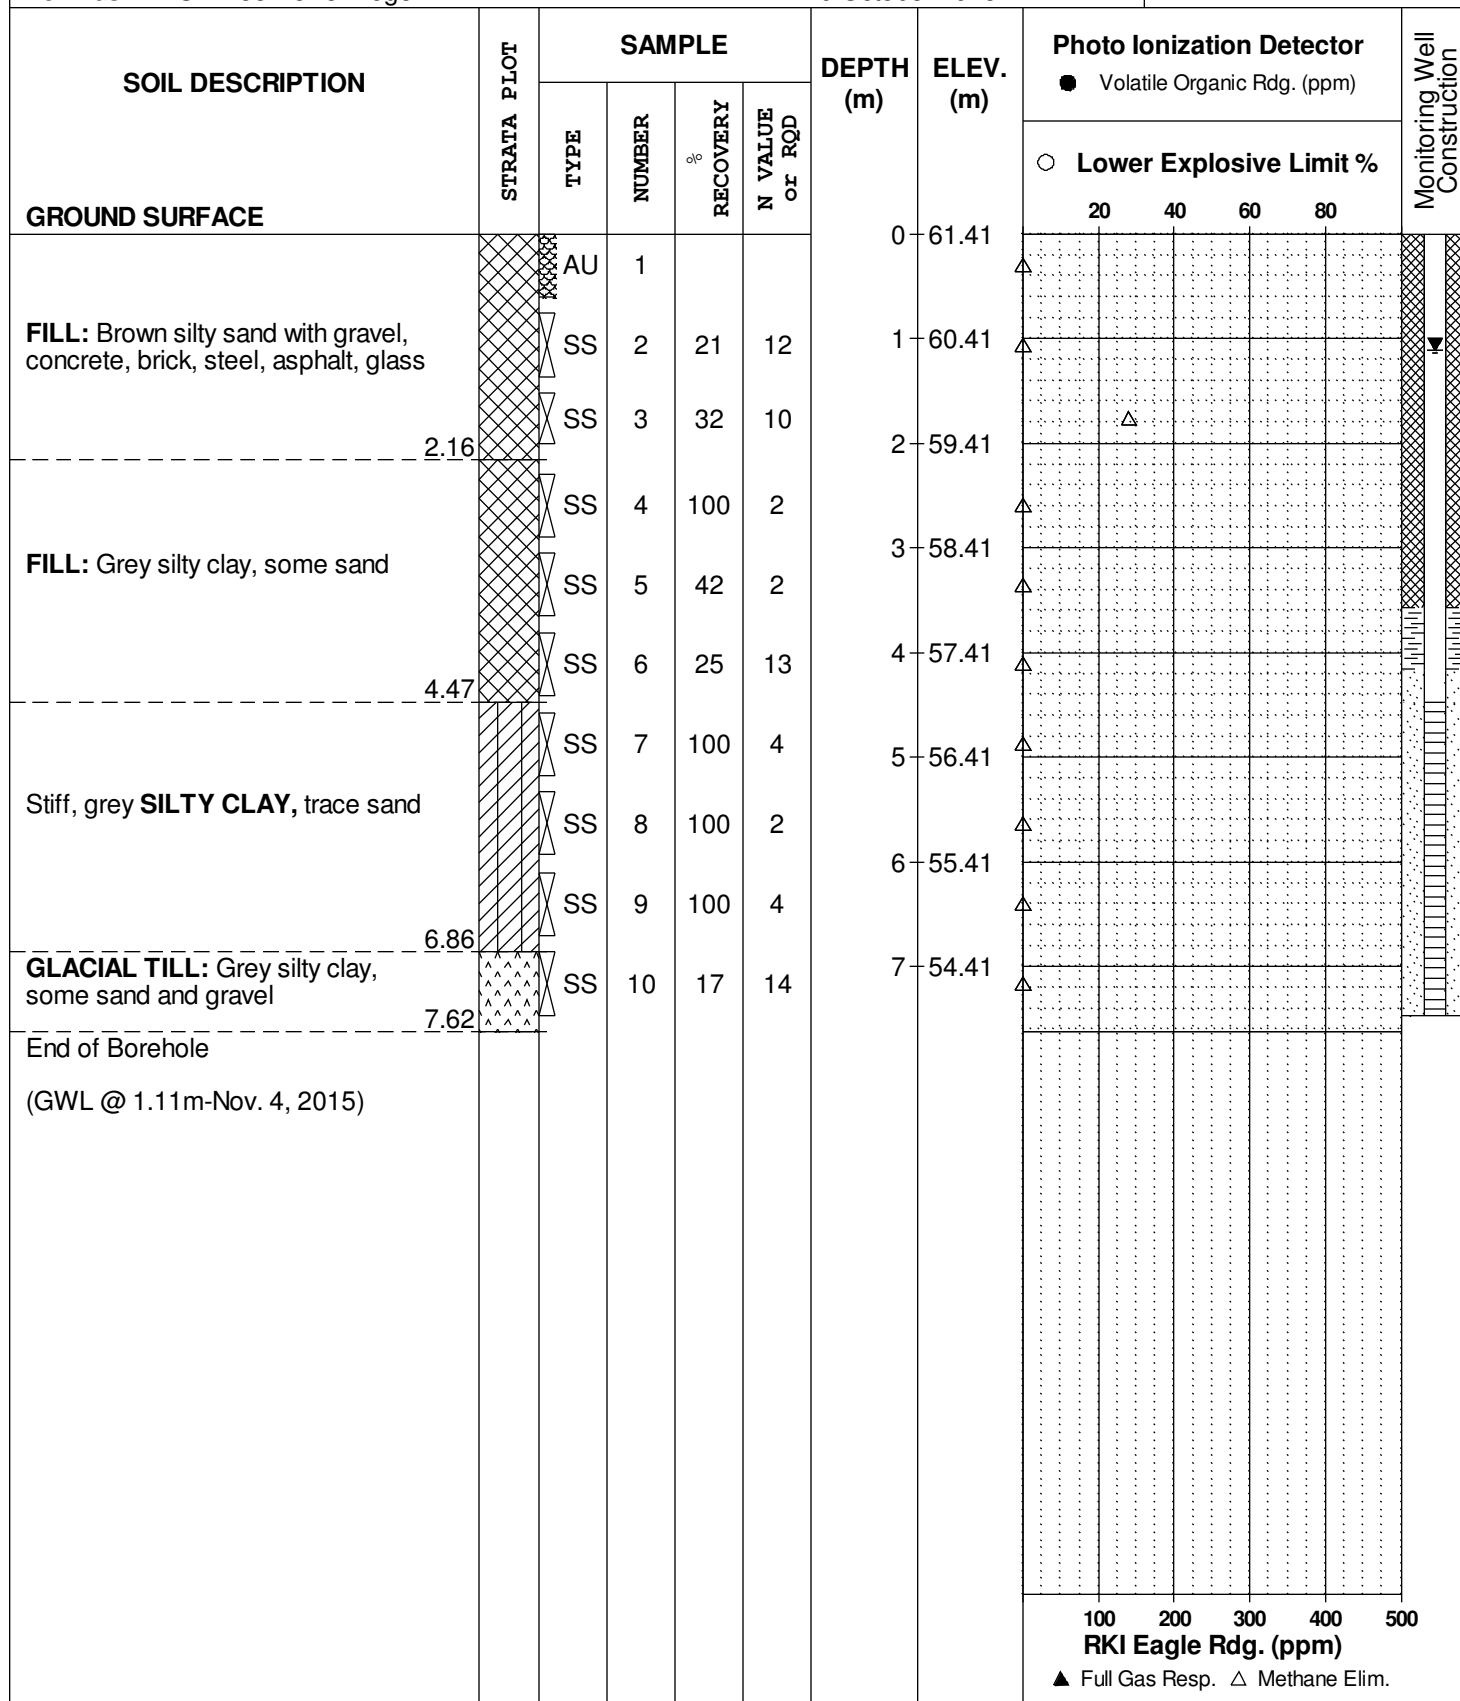 SOIL DESCRIPTION
GROUND SURFACE
STRATA PLOT
SAMPLE
TYPE
NUMBER
%
RECOVERY
N VALUE
or RQD
DEPTH
(m)
ELEV.
(m)
Photo Ionization Detector
● Volatile Organic Rdg. (ppm)
○ Lower Explosive Limit %
20 40 60 80
Monitoring Well
Construction
0 61.41
AU 1
FILL: Brown silty sand with gravel,
concrete, brick, steel, asphalt, glass
SS 2 21 12
1 60.41
SS 3 32 10
2.16
2 59.41
SS 4 100 2
FILL: Grey silty clay, some sand
3 58.41
SS 5 42 2
SS 6 25 13
4 57.41
4.47
SS 7 100 4
5 56.41
Stiff, grey SILTY CLAY, trace sand
SS 8 100 2
6 55.41
SS 9 100 4
6.86
GLACIAL TILL: Grey silty clay,
some sand and gravel
7 54.41
SS 10 17 14
7.62
End of Borehole
(GWL @ 1.11m-Nov. 4, 2015)
100 200 300 400 500
RKI Eagle Rdg. (ppm)
▲ Full Gas Resp. △ Methane Elim.